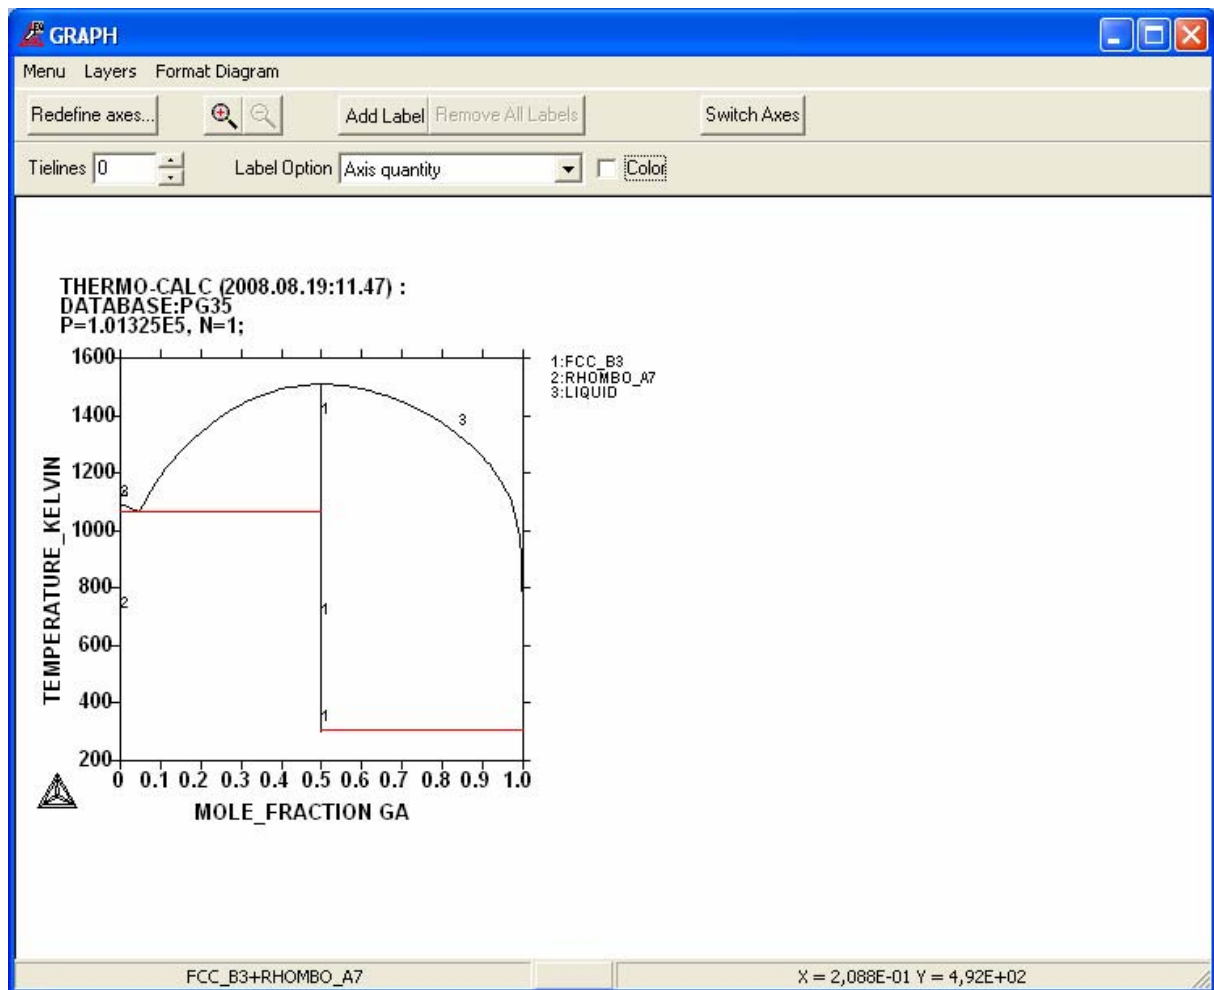 GRAPH
Menu Layers Format Diagram
Redefine axes... Add Label Remove All Labels Switch Axes
Tielines 0 Label Option Axis quantity Color
THERMO-CALC (2008.08.19:11.47) :
DATABASE:PG35
P=1.01325E5, N=1;
1:FCC_B3
2:RHOMBO_A7
3:LIQUID
1600
1400
1200
1000
800
600
400
200
TEMPERATURE_KELVIN
1
3
2
2
1
1
0 0.1 0.2 0.3 0.4 0.5 0.6 0.7 0.8 0.9 1.0
MOLE_FRACTION GA
FCC_B3+RHOMBO_A7 X = 2,088E-01 Y = 4,92E+02